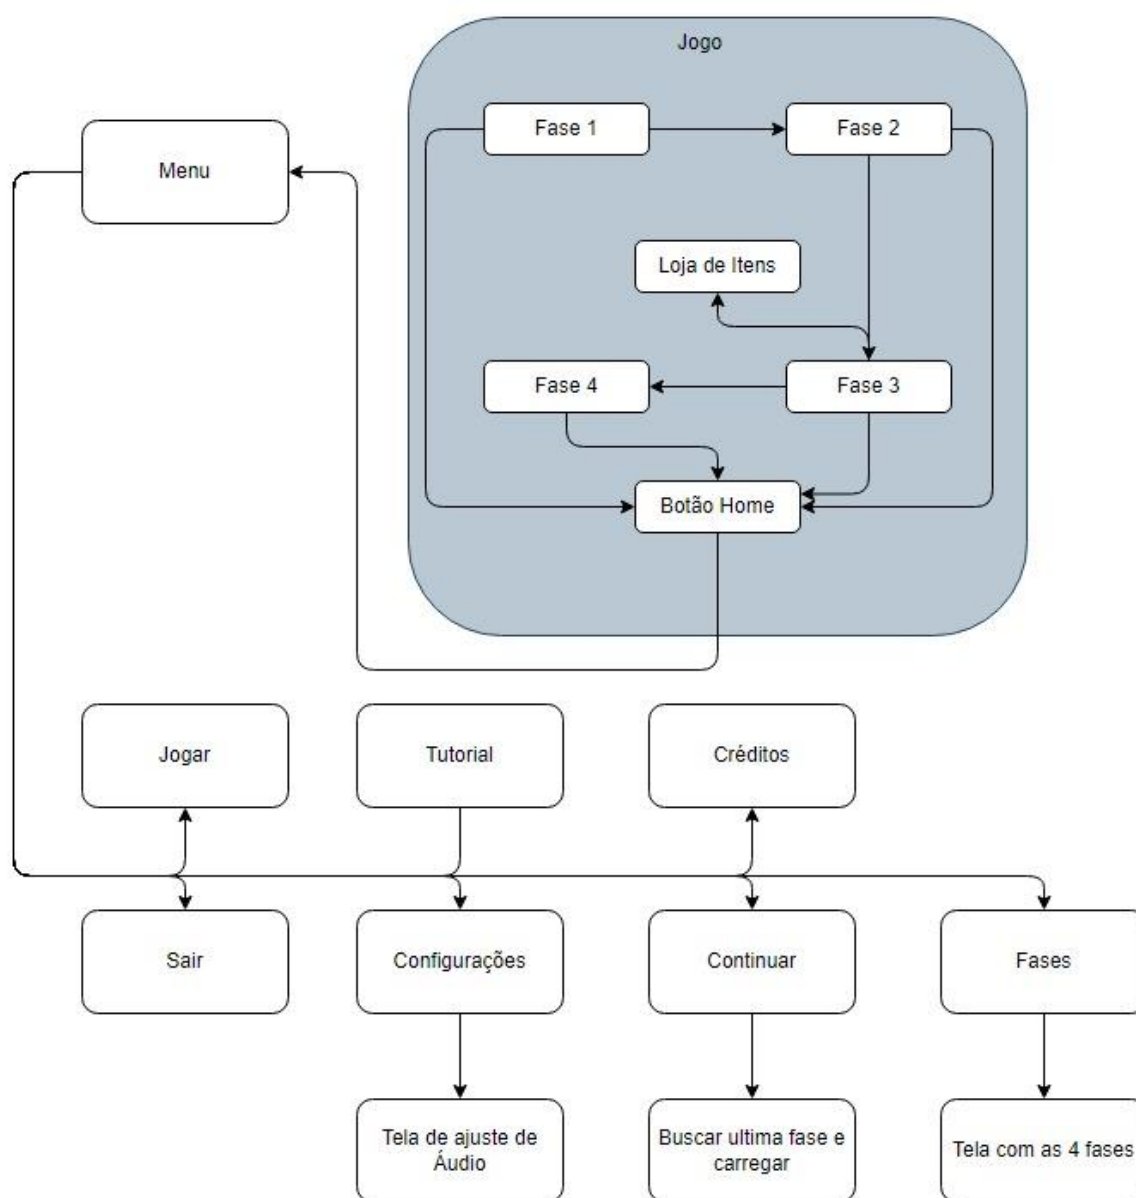 Jogo
Fase 1
Fase 2
Menu
Loja de Itens
Fase 4
Fase 3
Botão Home
Jogar
Tutorial
Créditos
Sair
Configurações
Continuar
Fases
Tela de ajuste de
Áudio
Buscar ultima fase e
carregar
Tela com as 4 fases